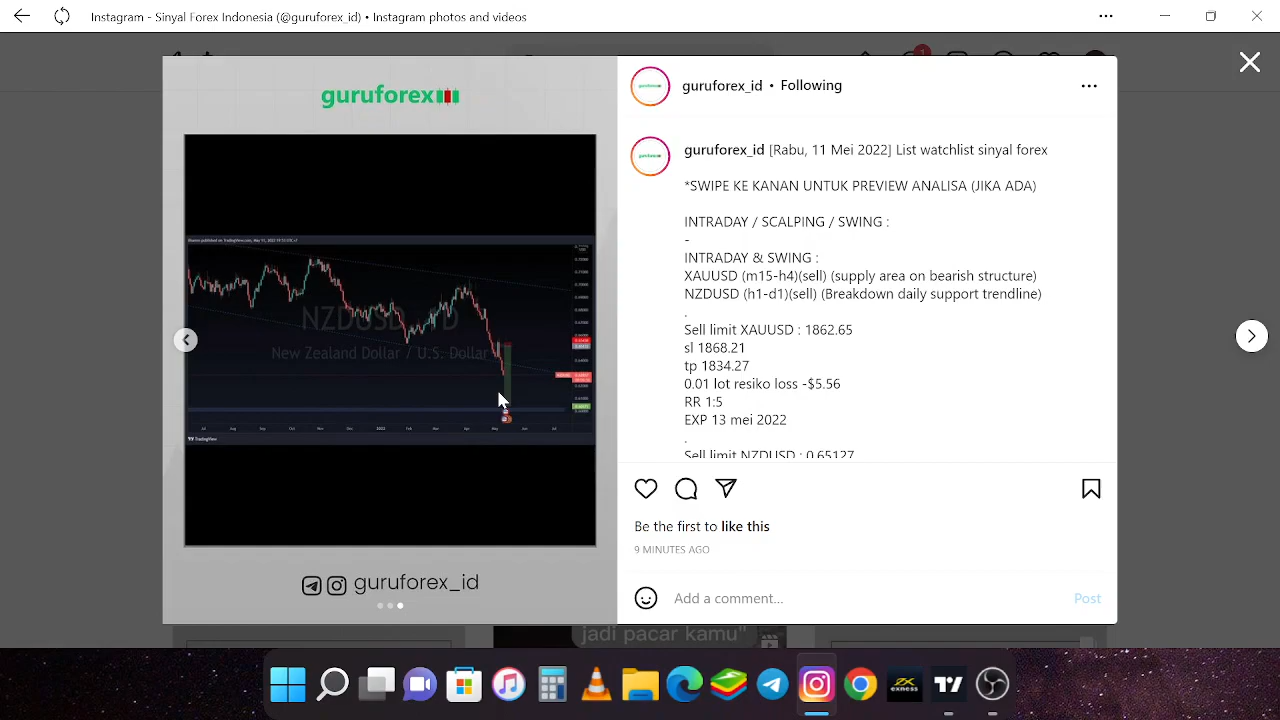 Instagram - Sinyal Forex Indonesia (@guruforex_id) • Instagram photos and videos
1
guruforex
guruforex_id • Following
guruforex_id [Rabu, 11 Mei 2022] List watchlist sinyal forex
*SWIPE KE KANAN UNTUK PREVIEW ANALISA (JIKA ADA)
INTRADAY / SCALPING / SWING :
.
INTRADAY & SWING :
XAUUSD (m15-h4)(sell) (supply area on bearish structure)
NZDUSD (h1-d1)(sell) (Breakdown daily support trendline)
.
Sell limit XAUUSD : 1862.65
sl 1868.21
tp 1834.27
0.01 lot resiko loss -$5.56
RR 1:5
EXP 13 mei 2022
.
Sell limit NZDUSD : 0.65127
New Zealand Dollar / U.S. Dollar
TradingView
guruforex_id
Be the first to like this
9 MINUTES AGO
Add a comment...
Post
jadi pacar kamu"
exness